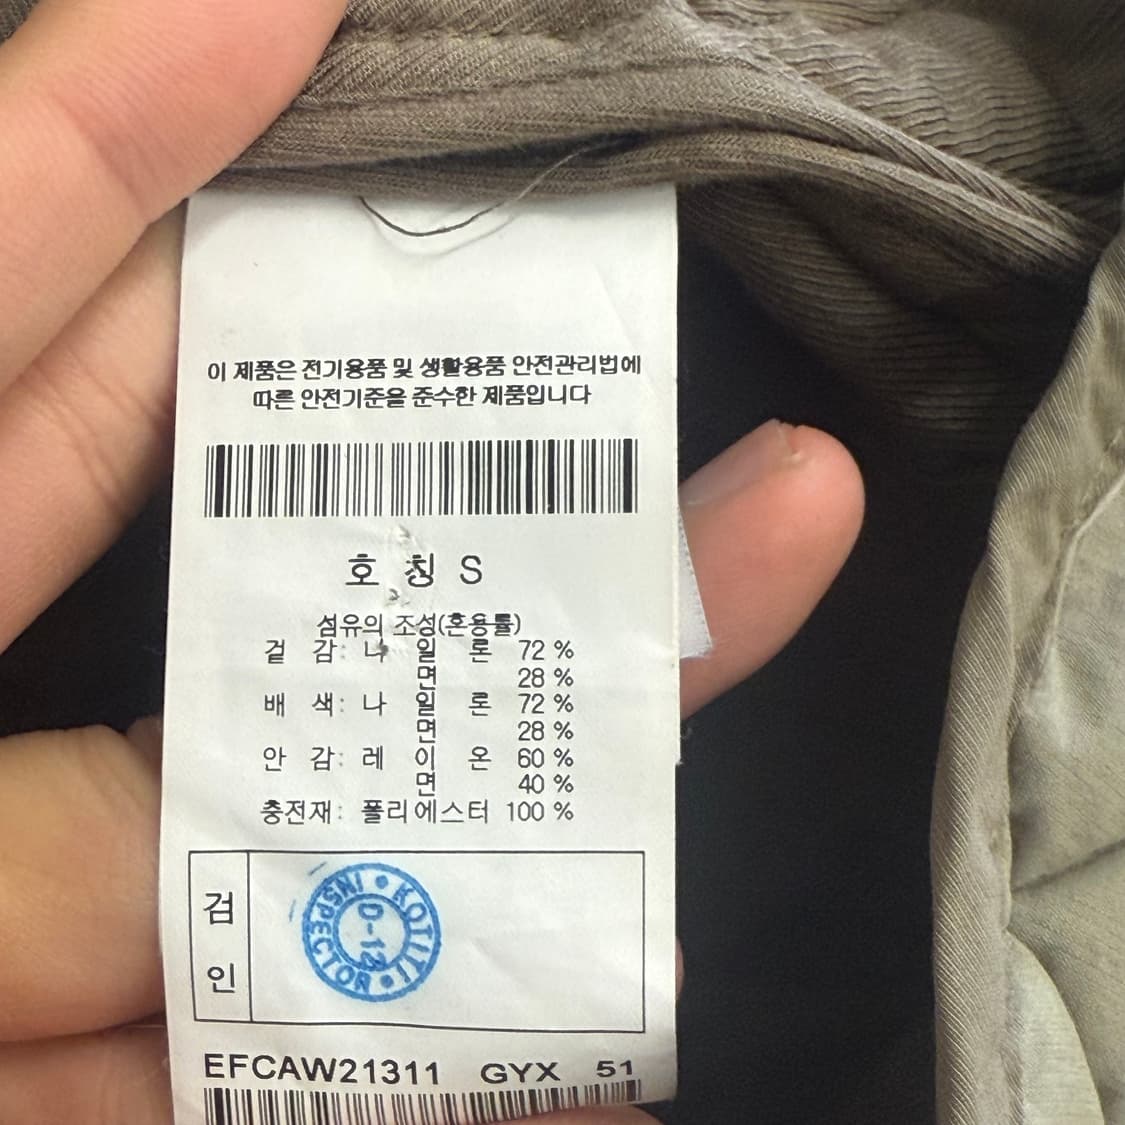 이 제품은 전기용품 및 생활용품 안전관리법에
따른 안전기준을 준수한 제품입니다
호 칭 S
섬유의 조성(혼용률)
겉 감: 나 일 론 72 %
면 28 %
배 색: 나 일 론 72 %
면 28 %
안 감: 레 이 온 60 %
면 40 %
충전재: 폴리에스터 100 %
검
인
KOTITI
INSPECTOR
D-13
EFCAW21311 GYX 51